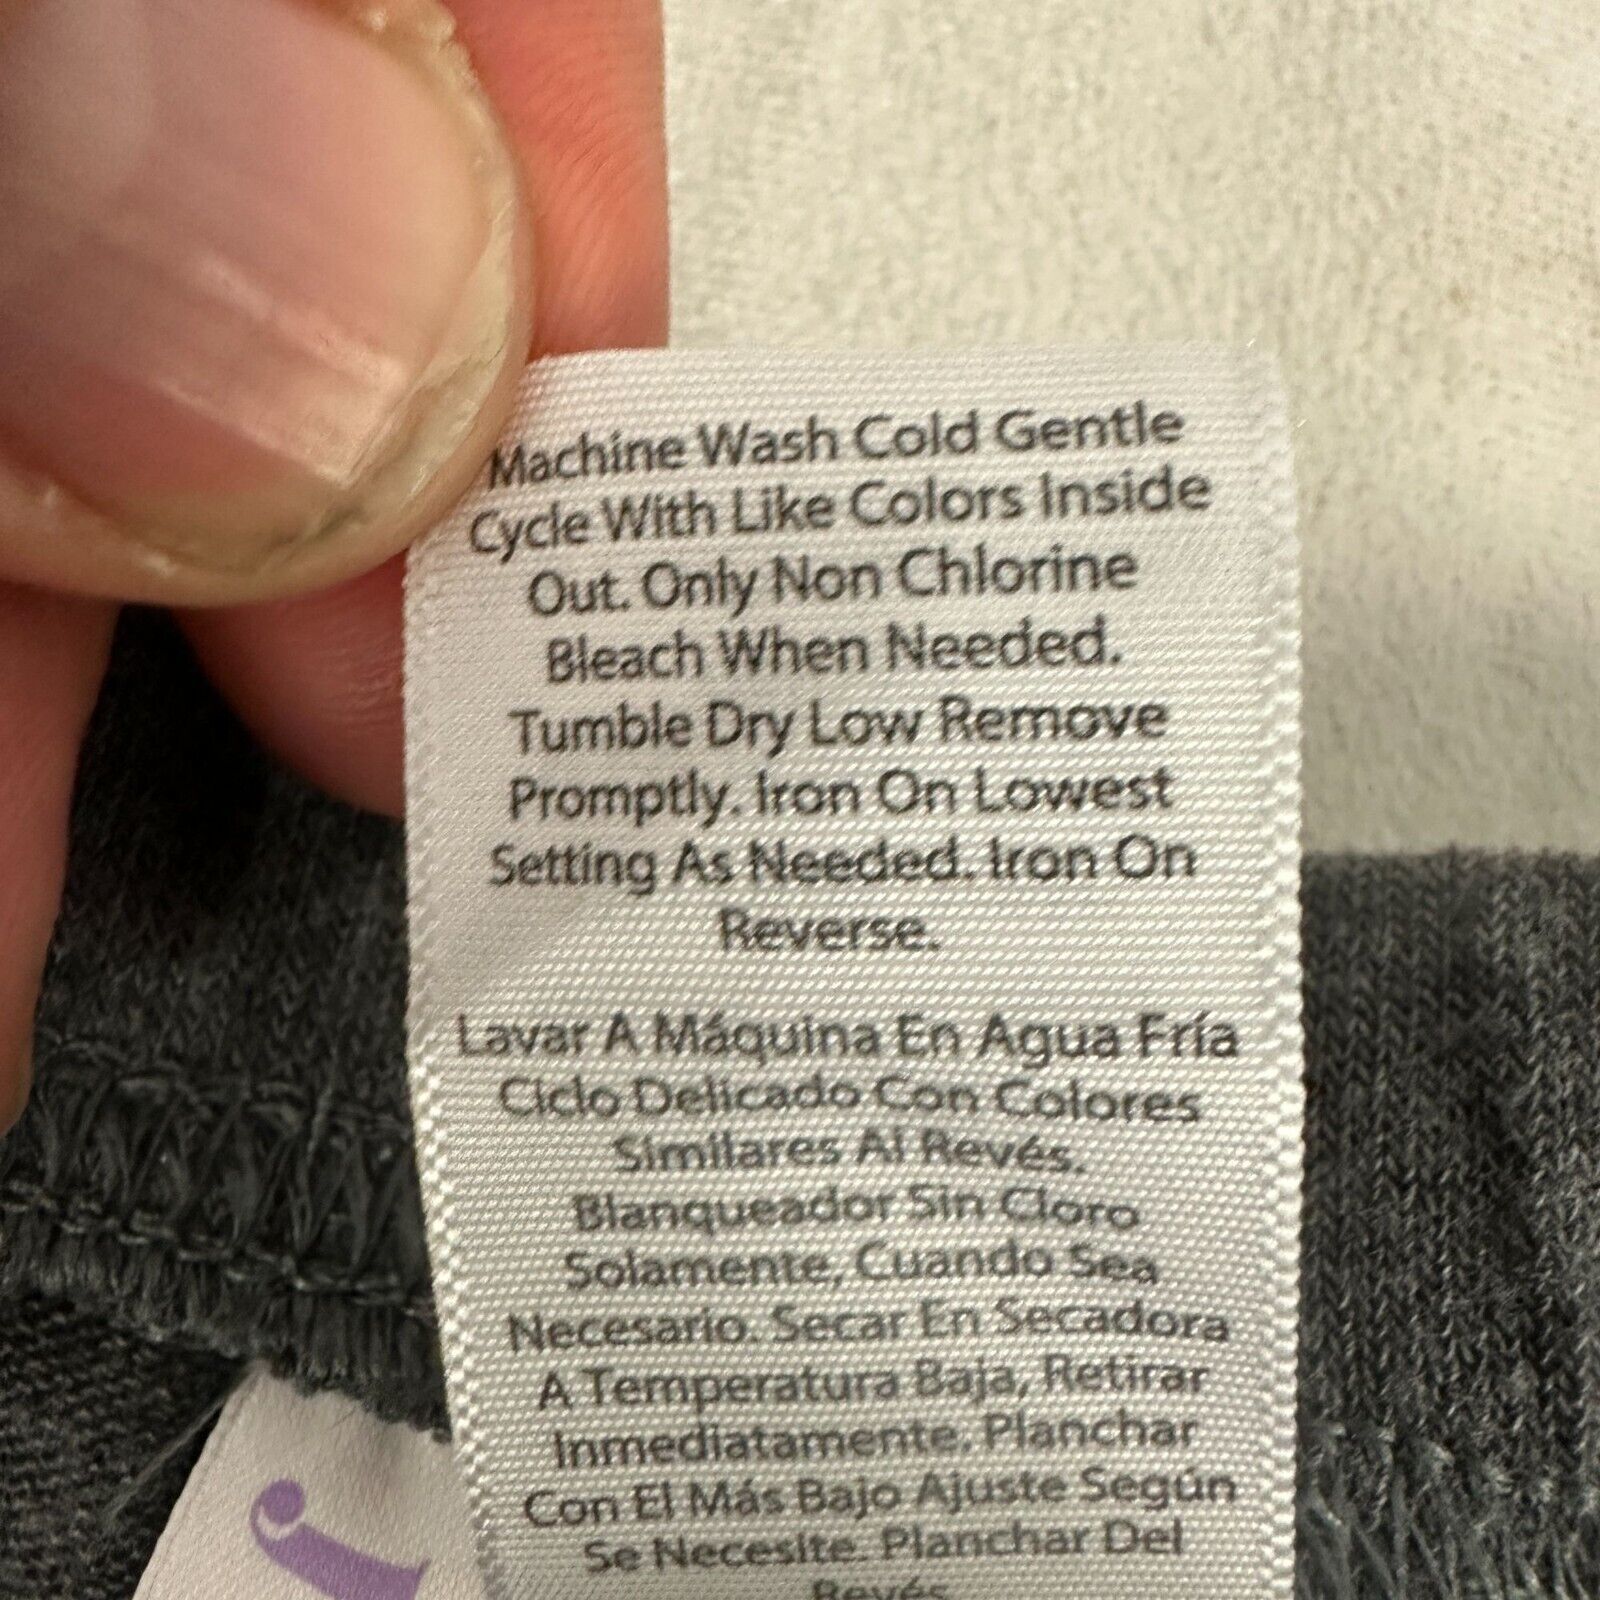 Machine Wash Cold Gentle
Cycle With Like Colors Inside
Out. Only Non Chlorine
Bleach When Needed.
Tumble Dry Low Remove
Promptly. Iron On Lowest
Setting As Needed. Iron On
Reverse.
Lavar A Máquina En Agua Fría
Ciclo Delicado Con Colores
Similares Al Revés.
Blanqueador Sin Cloro
Solamente, Cuando Sea
Necesario. Secar En Secadora
A Temperatura Baja, Retirar
Inmediatamente. Planchar
Con El Más Bajo Ajuste Según
Se Necesite. Planchar Del
Revés